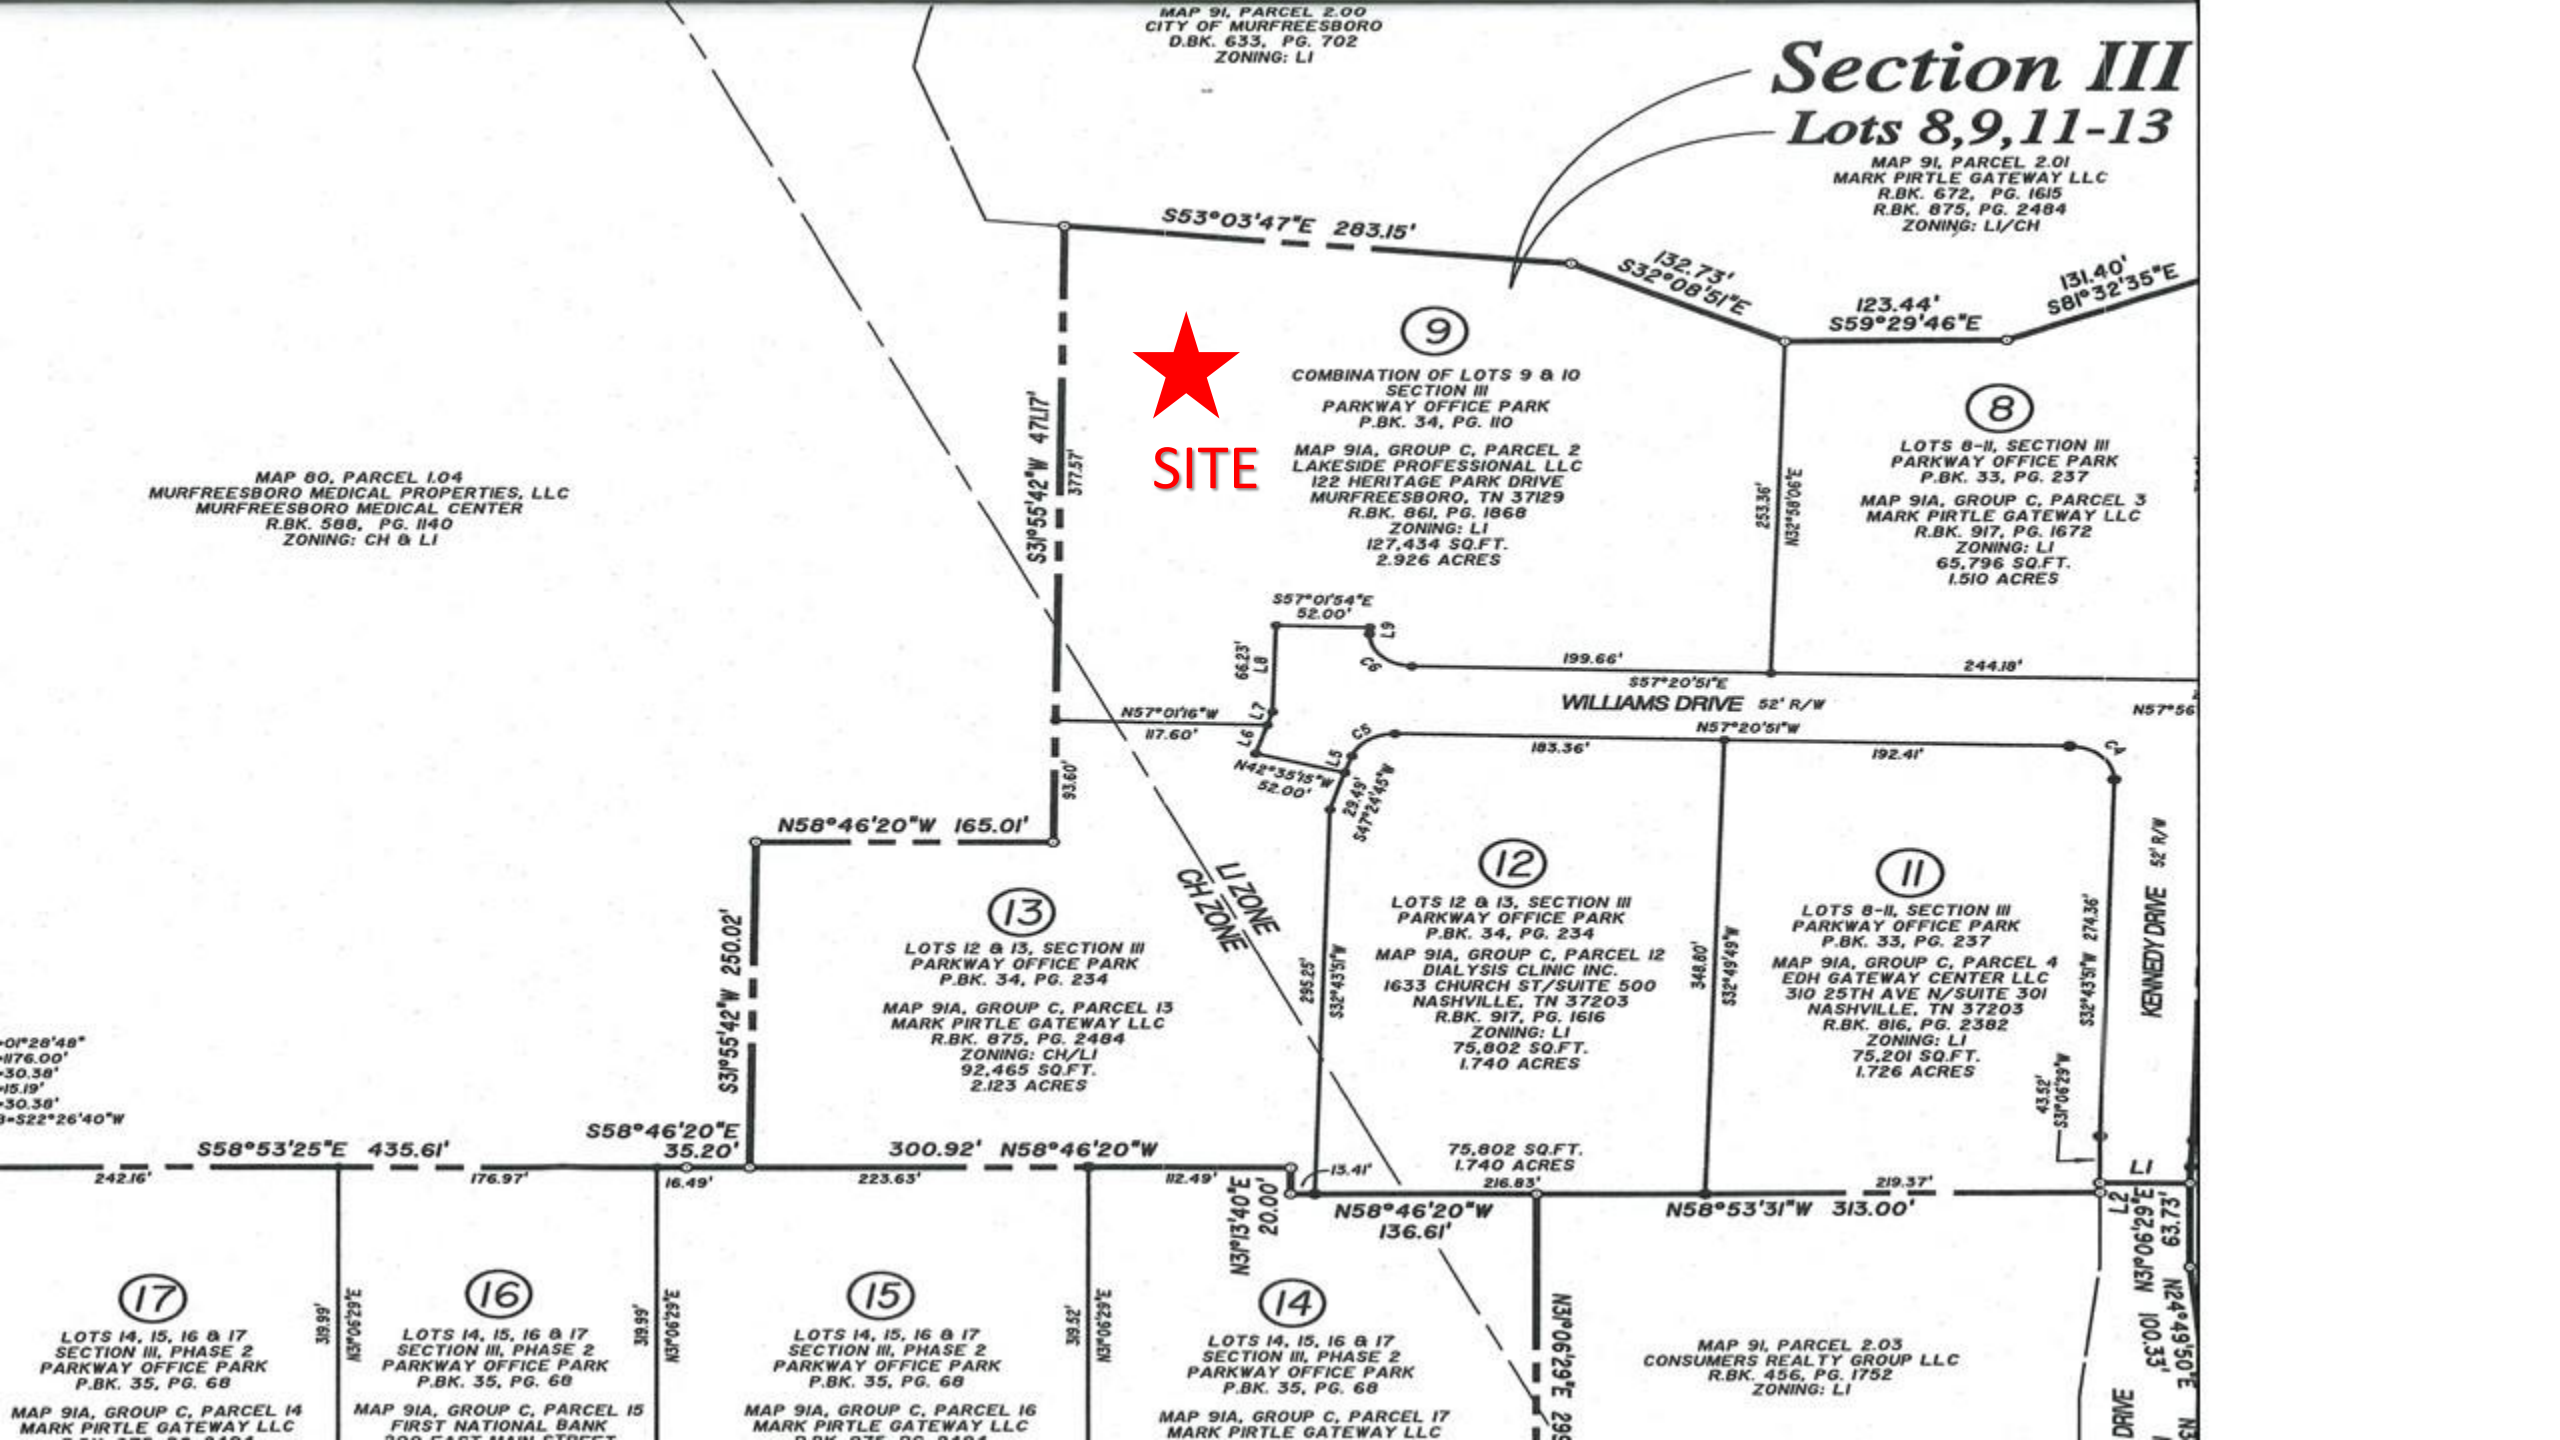 MAP 91, PARCEL 2.00
CITY OF MURFREESBORO
D.BK. 633, PG. 702
ZONING: LI
Section III
Lots 8,9,11-13
MAP 91, PARCEL 2.01
MARK PIRTLE GATEWAY LLC
R.BK. 672, PG. 1615
R.BK. 875, PG. 2484
ZONING: LI/CH
S53°03'47"E 283.15'
132.73'
S32°08'51"E
123.44'
S59°29'46"E
131.40'
S81°32'35"E
S31°55'42"W 471.17'
377.57'
SITE
9
COMBINATION OF LOTS 9 & 10
SECTION III
PARKWAY OFFICE PARK
P.BK. 34, PG. 110
MAP 91A, GROUP C, PARCEL 2
LAKESIDE PROFESSIONAL LLC
122 HERITAGE PARK DRIVE
MURFREESBORO, TN 37129
R.BK. 861, PG. 1868
ZONING: LI
127,434 SQ.FT.
2.926 ACRES
253.36'
N32°58'06"E
8
LOTS 8-11, SECTION III
PARKWAY OFFICE PARK
P.BK. 33, PG. 237
MAP 91A, GROUP C, PARCEL 3
MARK PIRTLE GATEWAY LLC
R.BK. 917, PG. 1672
ZONING: LI
65,796 SQ.FT.
1.510 ACRES
MAP 80, PARCEL 1.04
MURFREESBORO MEDICAL PROPERTIES, LLC
MURFREESBORO MEDICAL CENTER
R.BK. 588, PG. 1140
ZONING: CH & LI
S57°01'54"E
52.00'
L9
C6
66.23'
L8
L7
L6
199.66'
S57°20'51"E
244.18'
WILLIAMS DRIVE 52' R/W
N57°56
N57°01'16"W
117.60'
93.60'
N42°35'15"W
52.00'
L5
C5
29.49'
S47°24'45"W
183.36'
N57°20'51"W
192.41'
C4
N58°46'20"W 165.01'
S31°55'42"W 250.02'
LI ZONE
CH ZONE
13
LOTS 12 & 13, SECTION III
PARKWAY OFFICE PARK
P.BK. 34, PG. 234
MAP 91A, GROUP C, PARCEL 13
MARK PIRTLE GATEWAY LLC
R.BK. 875, PG. 2484
ZONING: CH/LI
92,465 SQ.FT.
2.123 ACRES
295.25'
S32°43'51"W
12
LOTS 12 & 13, SECTION III
PARKWAY OFFICE PARK
P.BK. 34, PG. 234
MAP 91A, GROUP C, PARCEL 12
DIALYSIS CLINIC INC.
1633 CHURCH ST/SUITE 500
NASHVILLE, TN 37203
R.BK. 917, PG. 1616
ZONING: LI
75,802 SQ.FT.
1.740 ACRES
348.80'
S32°49'49"W
11
LOTS 8-11, SECTION III
PARKWAY OFFICE PARK
P.BK. 33, PG. 237
MAP 91A, GROUP C, PARCEL 4
EDH GATEWAY CENTER LLC
310 25TH AVE N/SUITE 301
NASHVILLE, TN 37203
R.BK. 816, PG. 2382
ZONING: LI
75,201 SQ.FT.
1.726 ACRES
S32°43'51"W 274.36'
KENNEDY DRIVE 52' R/W
43.52'
S31°06'29"W
=01°28'48"
=1176.00'
=30.38'
=15.19'
=30.38'
B=S22°26'40"W
S58°53'25"E 435.61'
S58°46'20"E
35.20'
300.92' N58°46'20"W
242.16'
176.97'
16.49'
223.63'
112.49'
13.41'
75,802 SQ.FT.
1.740 ACRES
216.83'
219.37'
L1
L2
N31°13'40"E
20.00'
N58°46'20"W
136.61'
N58°53'31"W 313.00'
N31°06'29"E
63.73'
N24°49'50"E
100.33'
17
LOTS 14, 15, 16 & 17
SECTION III, PHASE 2
PARKWAY OFFICE PARK
P.BK. 35, PG. 68
MAP 91A, GROUP C, PARCEL 14
MARK PIRTLE GATEWAY LLC
319.99'
N31°06'29"E
16
LOTS 14, 15, 16 & 17
SECTION III, PHASE 2
PARKWAY OFFICE PARK
P.BK. 35, PG. 68
MAP 91A, GROUP C, PARCEL 15
FIRST NATIONAL BANK
319.99'
N31°06'29"E
15
LOTS 14, 15, 16 & 17
SECTION III, PHASE 2
PARKWAY OFFICE PARK
P.BK. 35, PG. 68
MAP 91A, GROUP C, PARCEL 16
MARK PIRTLE GATEWAY LLC
319.52'
N31°06'29"E
14
LOTS 14, 15, 16 & 17
SECTION III, PHASE 2
PARKWAY OFFICE PARK
P.BK. 35, PG. 68
MAP 91A, GROUP C, PARCEL 17
MARK PIRTLE GATEWAY LLC
N31°06'29"E 299
MAP 91, PARCEL 2.03
CONSUMERS REALTY GROUP LLC
R.BK. 456, PG. 1752
ZONING: LI
DRIVE